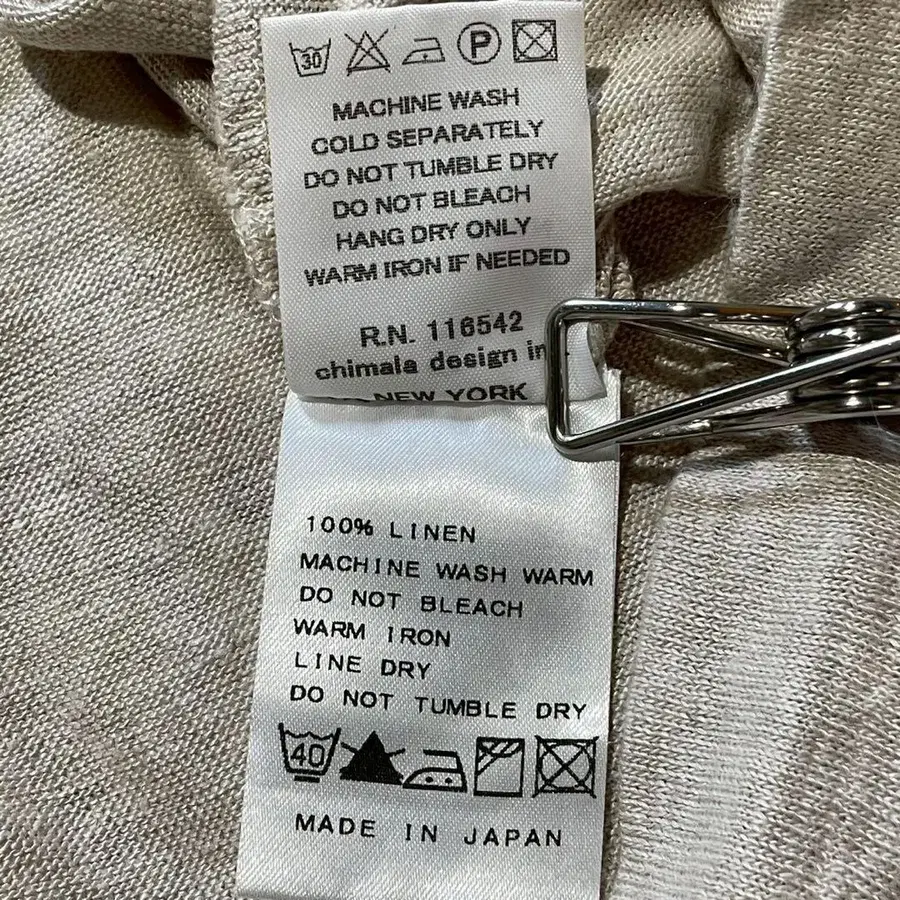 30
P
MACHINE WASH
COLD SEPARATELY
DO NOT TUMBLE DRY
DO NOT BLEACH
HANG DRY ONLY
WARM IRON IF NEEDED
R.N. 116542
chimala design
NEW YORK
100% LINEN
MACHINE WASH WARM
DO NOT BLEACH
WARM IRON
LINE DRY
DO NOT TUMBLE DRY
40
MADE IN JAPAN